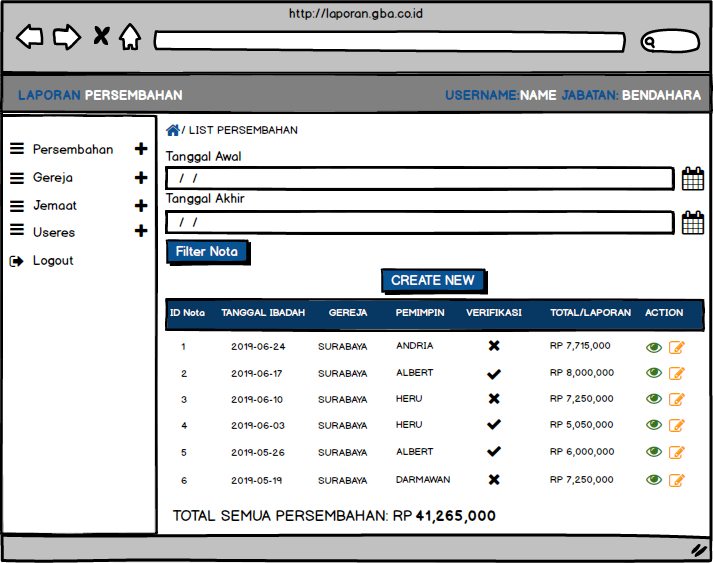 http://laporan.gba.co.id
LAPORAN PERSEMBAHAN USERNAME:NAME JABATAN: BENDAHARA
Persembahan
Gereja
Jemaat
Useres
Logout
/ LIST PERSEMBAHAN
Tanggal Awal
/ /
Tanggal Akhir
/ /
Filter Nota
CREATE NEW
ID Nota TANGGAL IBADAH GEREJA PEMIMPIN VERIFIKASI TOTAL/LAPORAN ACTION
1 2019-06-24 SURABAYA ANDRIA RP 7,715,000
2 2019-06-17 SURABAYA ALBERT RP 8,000,000
3 2019-06-10 SURABAYA HERU RP 7,250,000
4 2019-06-03 SURABAYA HERU RP 5,050,000
5 2019-05-26 SURABAYA ALBERT RP 6,000,000
6 2019-05-19 SURABAYA DARMAWAN RP 7,250,000
TOTAL SEMUA PERSEMBAHAN: RP 41,265,000